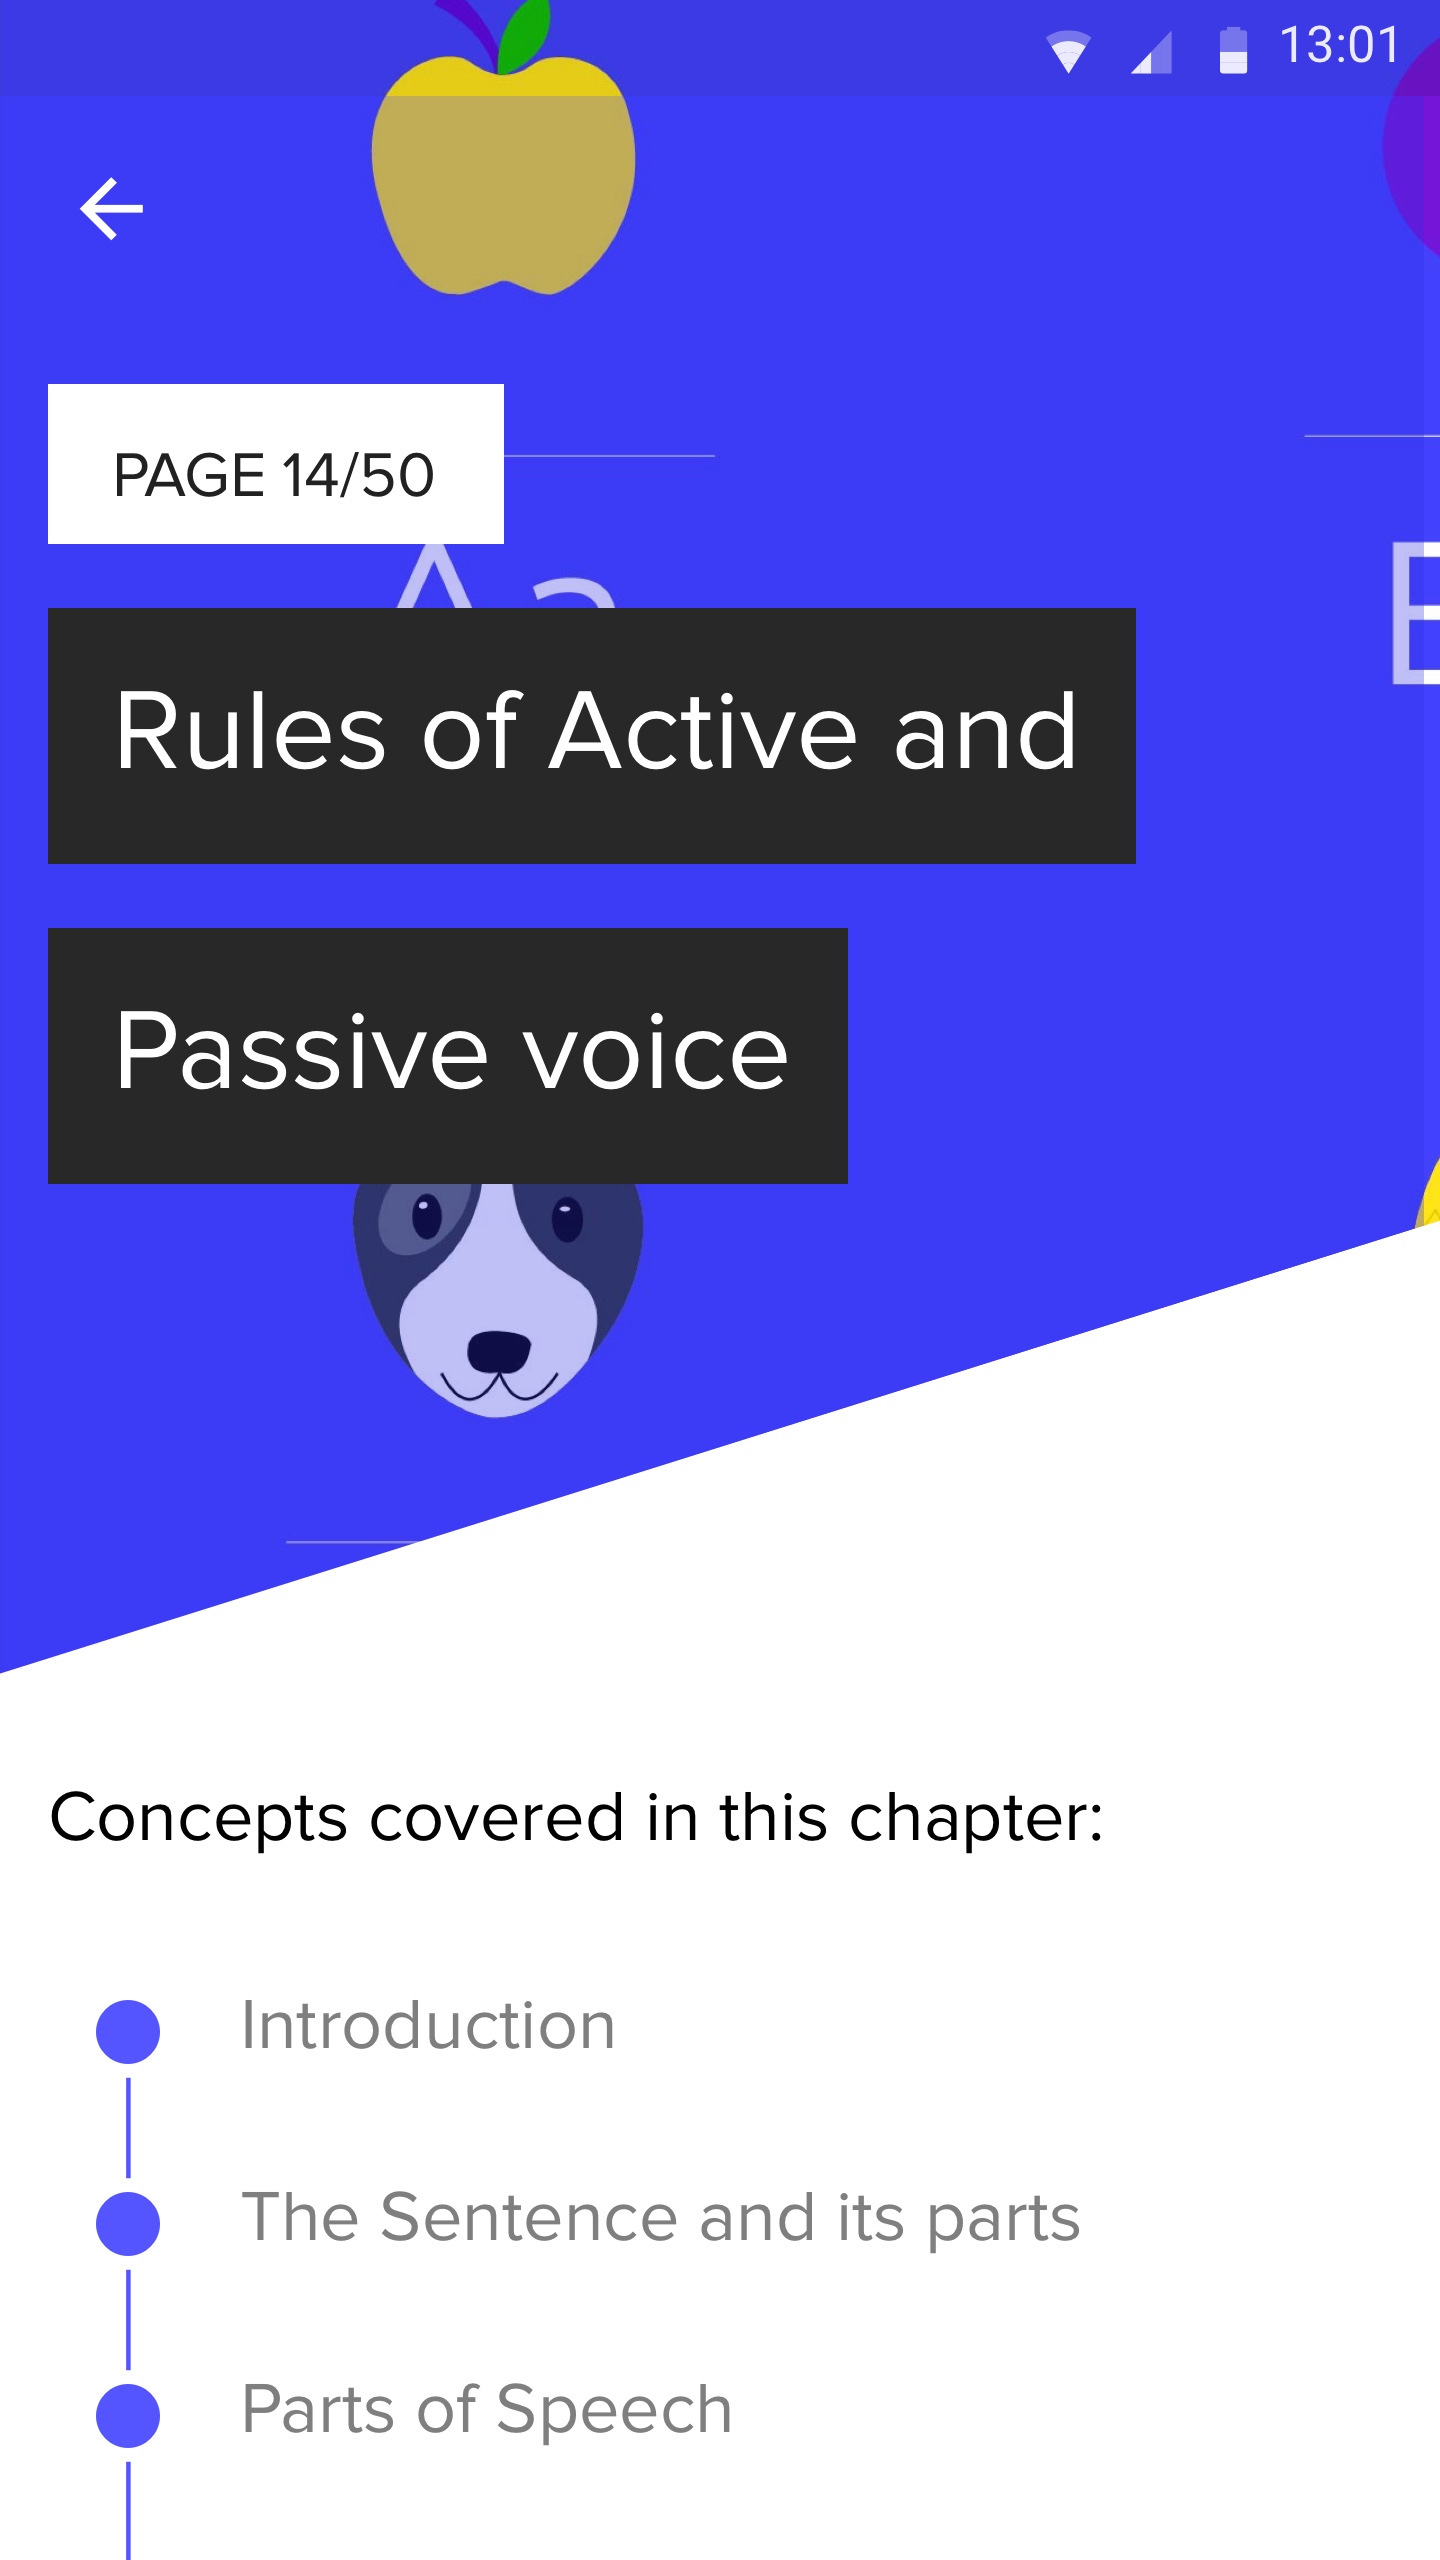 13:01
PAGE 14/50
Aa
Rules of Active and
Passive voice
Concepts covered in this chapter:
Introduction
The Sentence and its parts
Parts of Speech